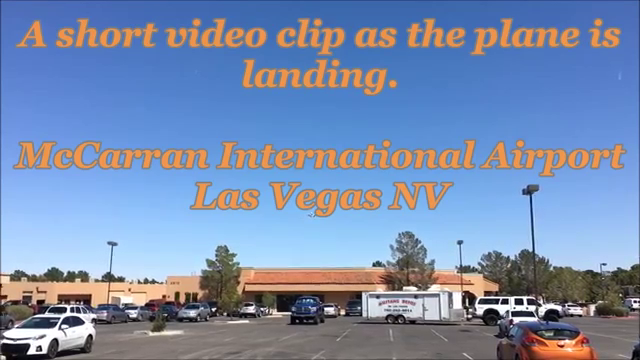 A short video clip as the plane is
landing.
McCarran International Airport
Las Vegas NV